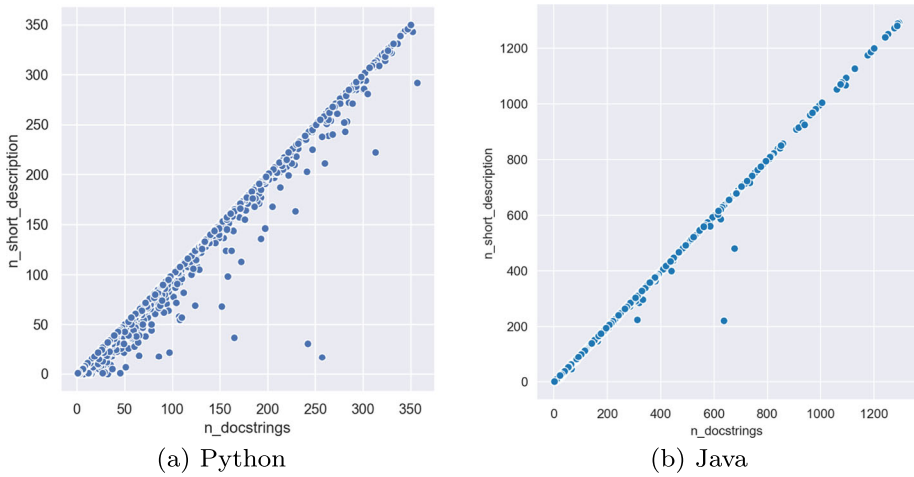 350
300
250
200
150
100
50
0
n_short_description
0 50 100 150 200 250 300 350
n_docstrings
(a) Python
1200
1000
800
600
400
200
0
n_short_description
0 200 400 600 800 1000 1200
n_docstrings
(b) Java